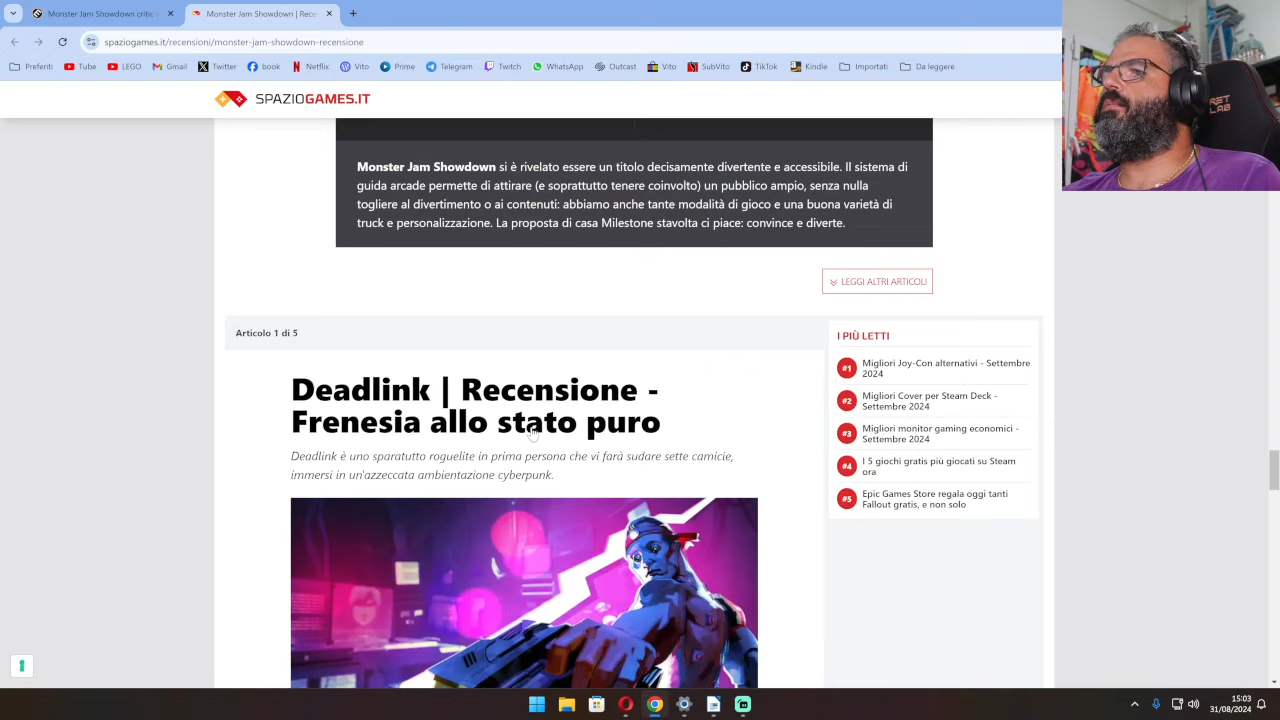 Monster Jam Showdown critic
Monster Jam Showdown | Rece
spaziogames.it/recensioni/monster-jam-showdown-recensione
Preferiti
Tube
LEGO
Gmail
Twitter
book
Netflix
Vito
Prime
Telegram
Twitch
WhatsApp
Outcast
Vito
SubVito
TikTok
Kindle
Importati
Da leggere
SPAZIOGAMES.IT
Monster Jam Showdown si è rivelato essere un titolo decisamente divertente e accessibile. Il sistema di
guida arcade permette di attirare (e soprattutto tenere coinvolto) un pubblico ampio, senza nulla
togliere al divertimento o ai contenuti: abbiamo anche tante modalità di gioco e una buona varietà di
truck e personalizzazione. La proposta di casa Milestone stavolta ci piace: convince e diverte.
LEGGI ALTRI ARTICOLI
Articolo 1 di 5
Deadlink | Recensione -
Frenesia allo stato puro
Deadlink è uno sparatutto roguelite in prima persona che vi farà sudare sette camicie,
immersi in un'azzeccata ambientazione cyberpunk.
I PIÙ LETTI
#1
Migliori Joy-Con alternativi - Settembre
2024
#2
Migliori Cover per Steam Deck -
Settembre 2024
#3
Migliori monitor gaming economici -
Settembre 2024
#4
I 5 giochi gratis più giocati su Steam
ora
#5
Epic Games Store regala oggi tanti
Fallout gratis, e non solo
15:03
31/08/2024